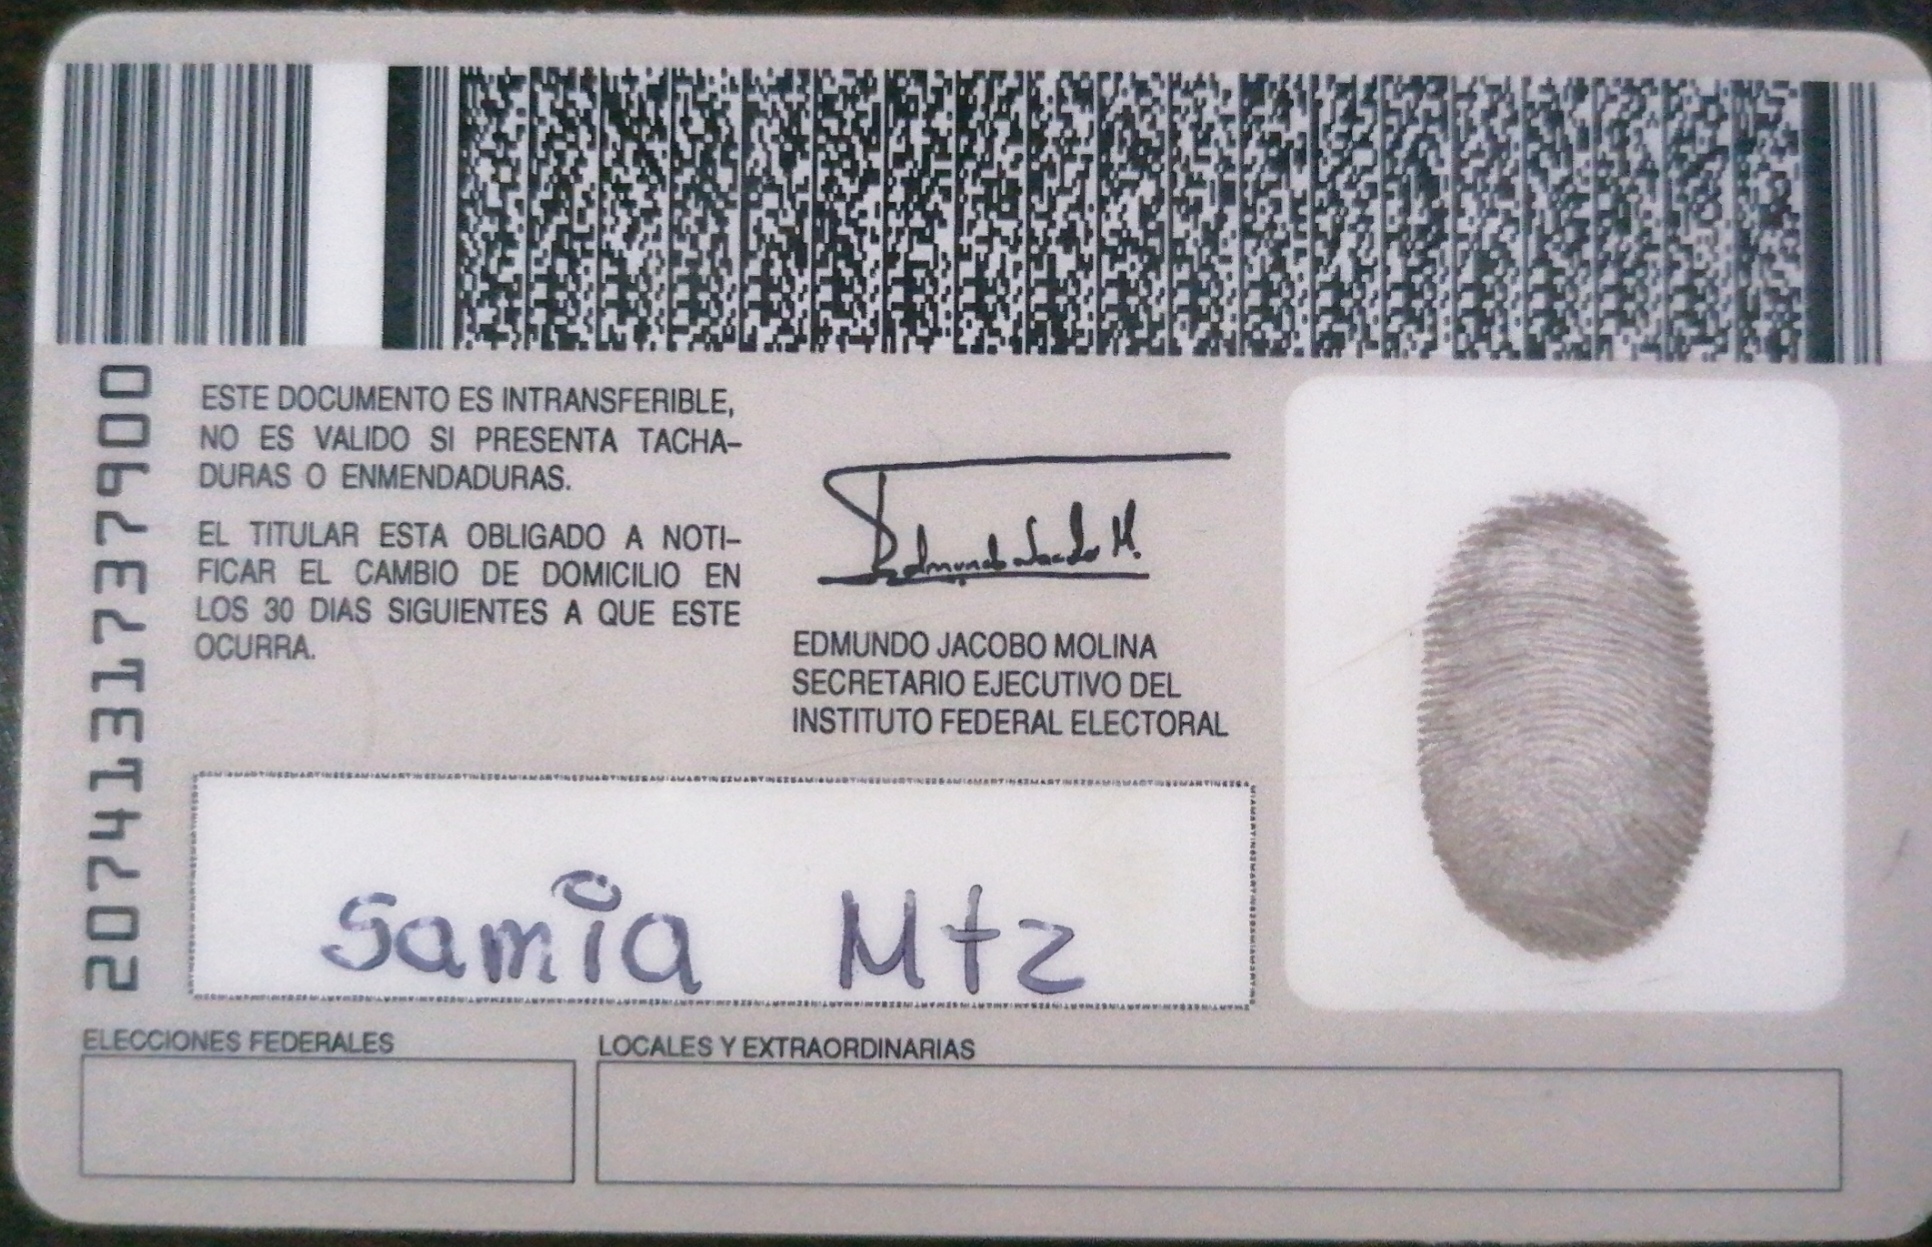 2074131737900
ESTE DOCUMENTO ES INTRANSFERIBLE,
NO ES VALIDO SI PRESENTA TACHA-
DURAS O ENMENDADURAS.
EL TITULAR ESTA OBLIGADO A NOTI-
FICAR EL CAMBIO DE DOMICILIO EN
LOS 30 DIAS SIGUIENTES A QUE ESTE
OCURRA.
Edmundo Jacobo M.
EDMUNDO JACOBO MOLINA
SECRETARIO EJECUTIVO DEL
INSTITUTO FEDERAL ELECTORAL
Samia Mtz
ELECCIONES FEDERALES
LOCALES Y EXTRAORDINARIAS